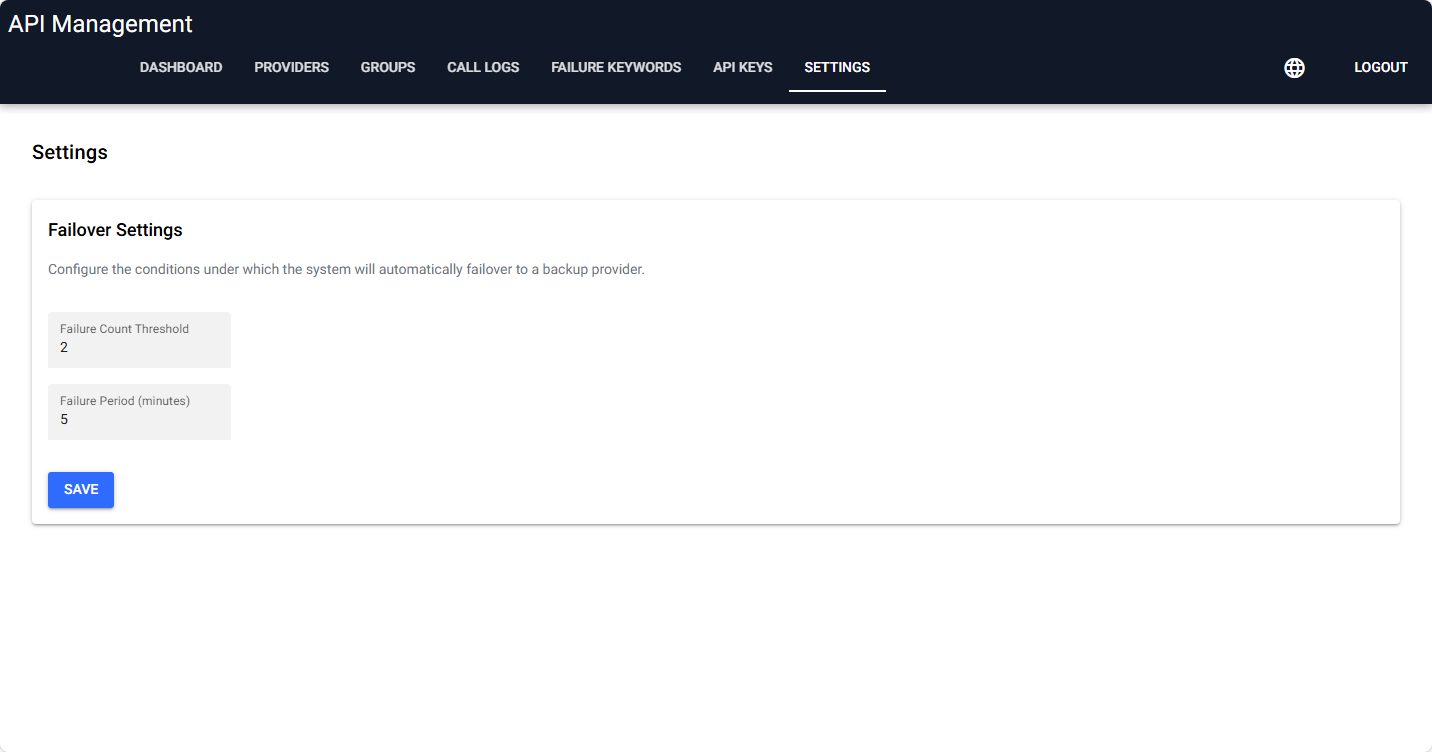 API Management
DASHBOARD PROVIDERS GROUPS CALL LOGS FAILURE KEYWORDS API KEYS SETTINGS LOGOUT
Settings
Failover Settings
Configure the conditions under which the system will automatically failover to a backup provider.
Failure Count Threshold
2
Failure Period (minutes)
5
SAVE